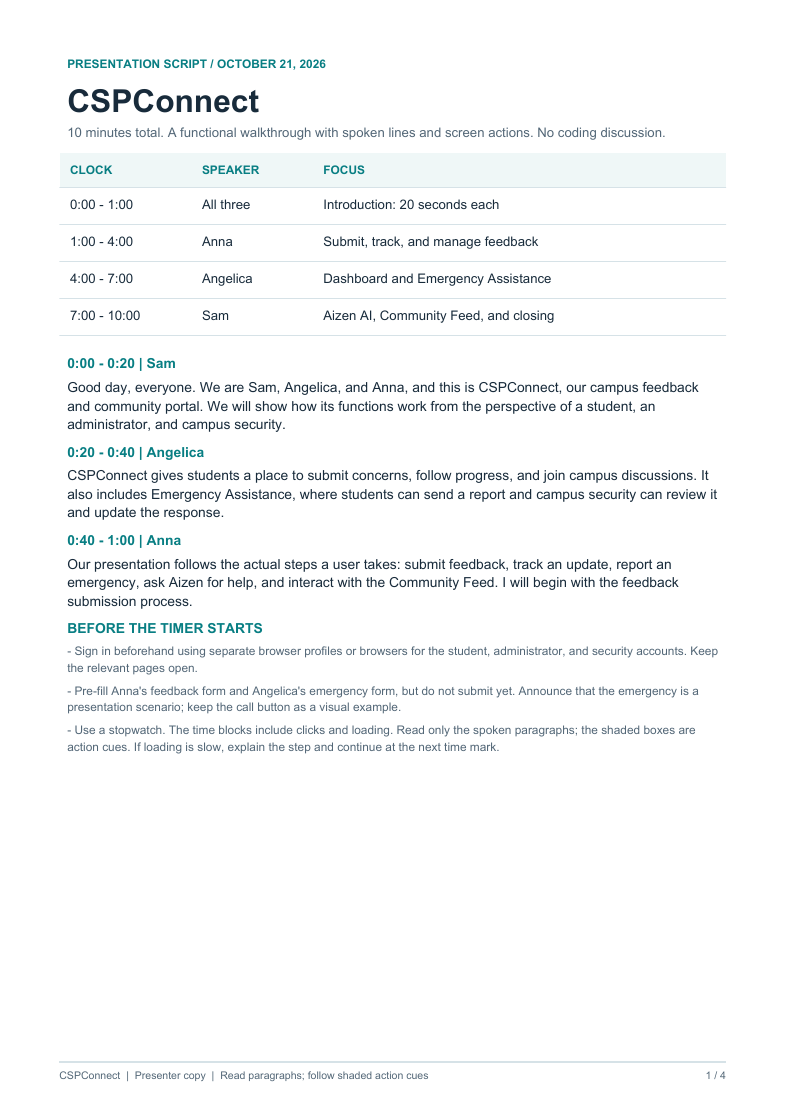 PRESENTATION SCRIPT / OCTOBER 21, 2026
CSPConnect
10 minutes total. A functional walkthrough with spoken lines and screen actions. No coding discussion.
CLOCK SPEAKER FOCUS
0:00 - 1:00 All three Introduction: 20 seconds each
1:00 - 4:00 Anna Submit, track, and manage feedback
4:00 - 7:00 Angelica Dashboard and Emergency Assistance
7:00 - 10:00 Sam Aizen AI, Community Feed, and closing
0:00 - 0:20 | Sam
Good day, everyone. We are Sam, Angelica, and Anna, and this is CSPConnect, our campus feedback
and community portal. We will show how its functions work from the perspective of a student, an
administrator, and campus security.
0:20 - 0:40 | Angelica
CSPConnect gives students a place to submit concerns, follow progress, and join campus discussions. It
also includes Emergency Assistance, where students can send a report and campus security can review it
and update the response.
0:40 - 1:00 | Anna
Our presentation follows the actual steps a user takes: submit feedback, track an update, report an
emergency, ask Aizen for help, and interact with the Community Feed. I will begin with the feedback
submission process.
BEFORE THE TIMER STARTS
- Sign in beforehand using separate browser profiles or browsers for the student, administrator, and security accounts. Keep
the relevant pages open.
- Pre-fill Anna's feedback form and Angelica's emergency form, but do not submit yet. Announce that the emergency is a
presentation scenario; keep the call button as a visual example.
- Use a stopwatch. The time blocks include clicks and loading. Read only the spoken paragraphs; the shaded boxes are
action cues. If loading is slow, explain the step and continue at the next time mark.
CSPConnect | Presenter copy | Read paragraphs; follow shaded action cues 1 / 4